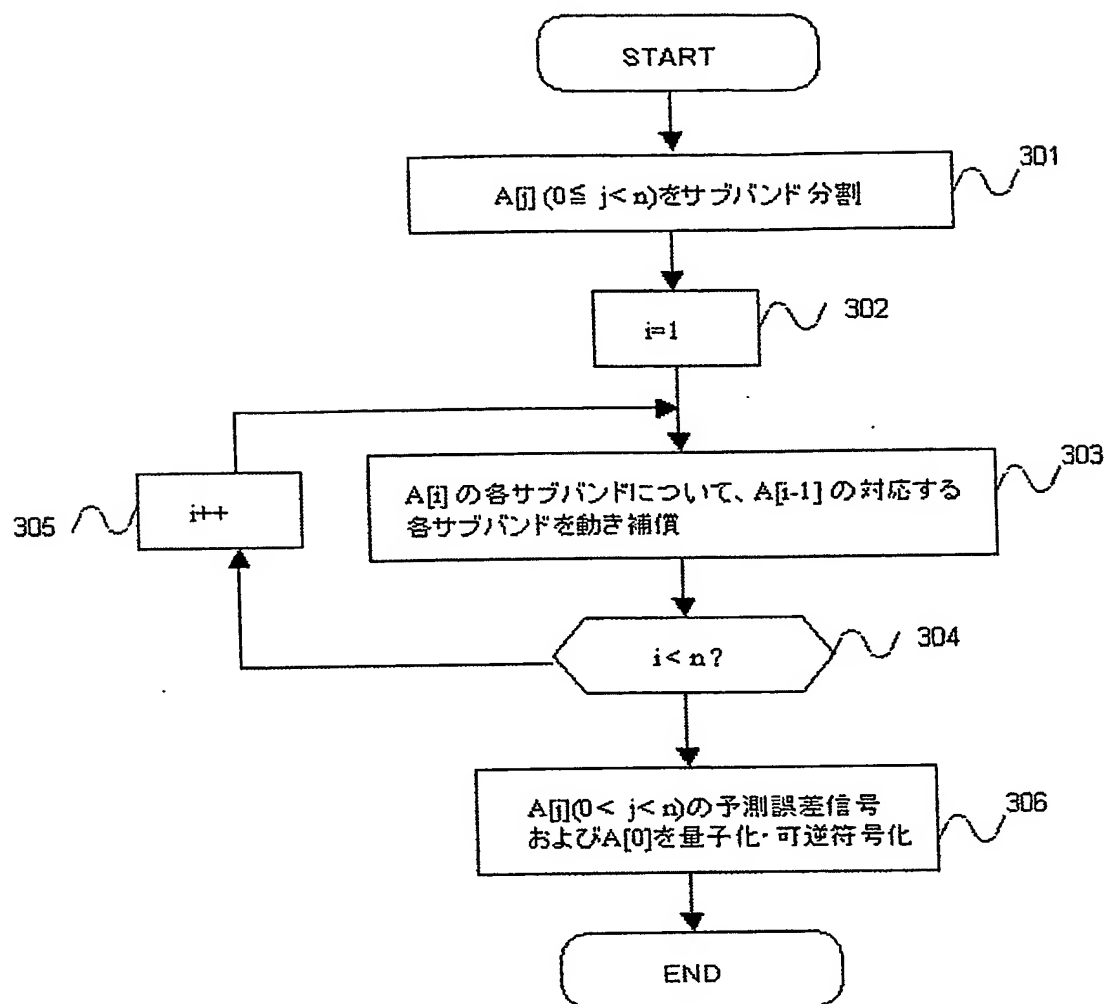 START
A[j] (0≦ j< n)をサブバンド分割
301
i=1
302
A[i] の各サブバンドについて、A[i-1] の対応する
各サブバンドを動き補償
303
i++
305
i< n?
304
A[j](0< j< n)の予測誤差信号
およびA[0]を量子化・可逆符号化
306
END